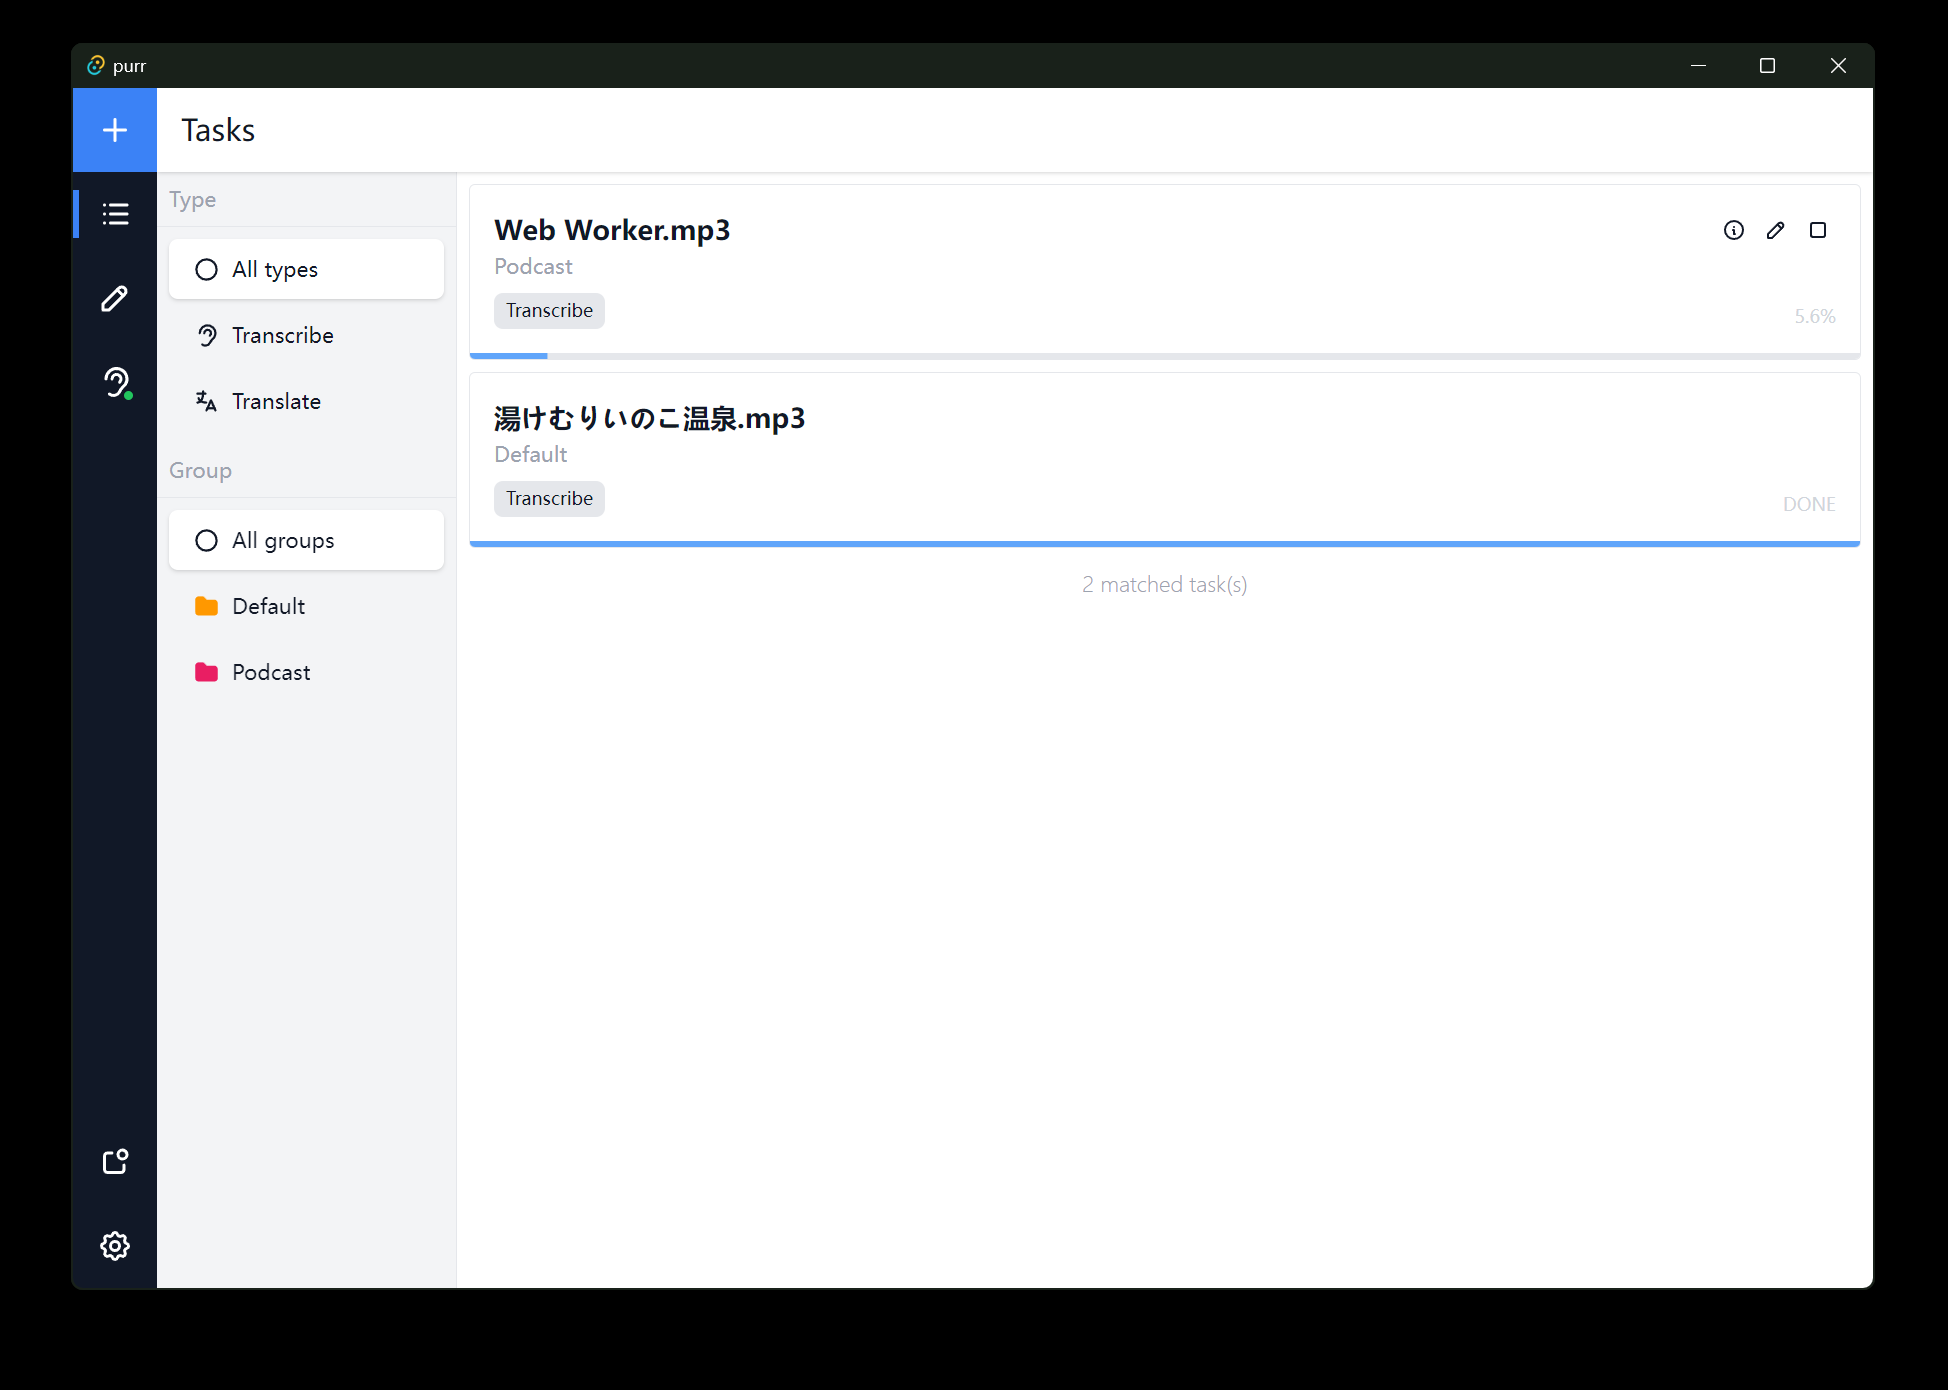 purr
Tasks
Type
All types
Transcribe
Translate
Group
All groups
Default
Podcast
Web Worker.mp3
Podcast
Transcribe
5.6%
湯けむりいのこ温泉.mp3
Default
Transcribe
DONE
2 matched task(s)